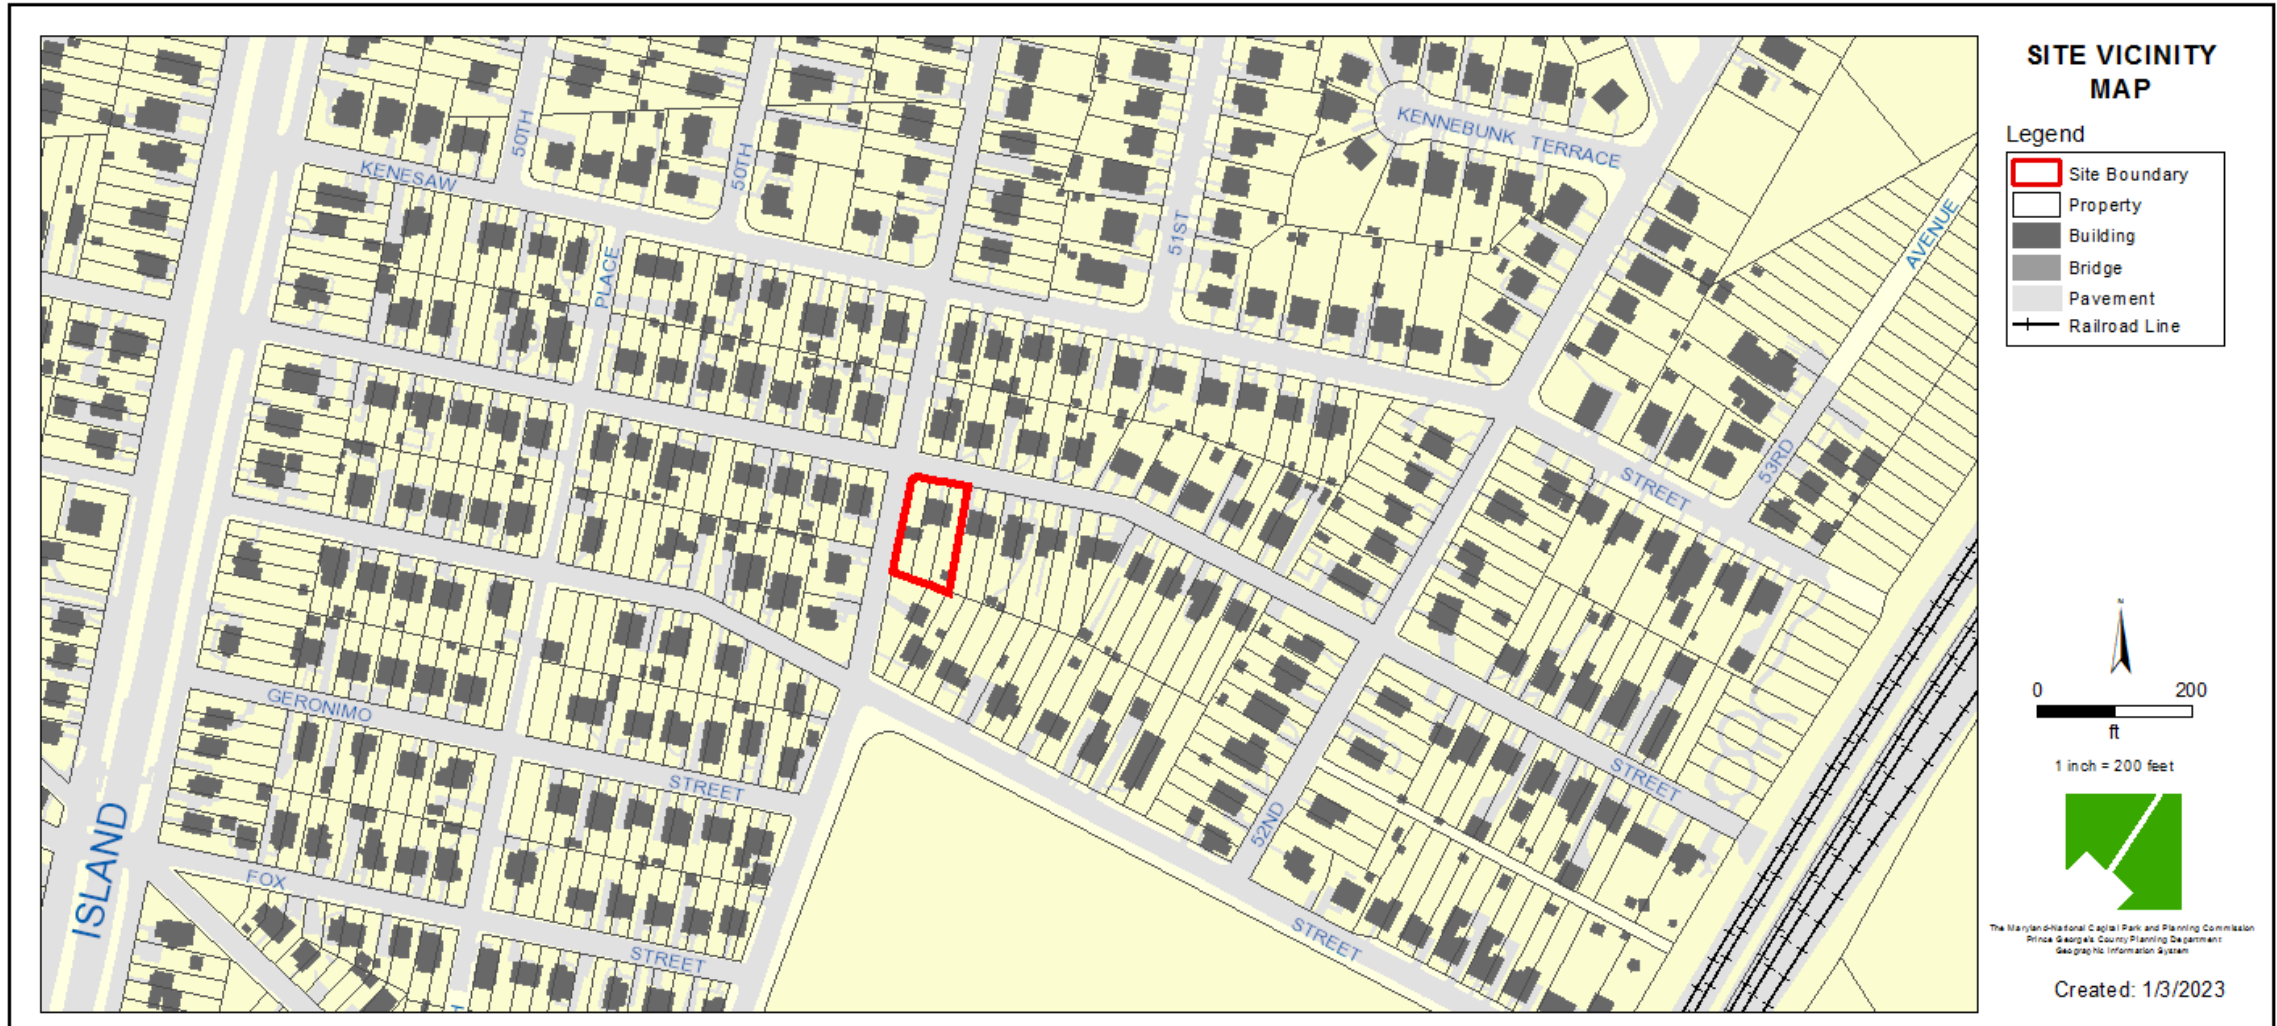 SITE VICINITY
MAP
Legend
Site Boundary
Property
Building
Bridge
Pavement
Railroad Line
KENNEBUNK TERRACE
50TH
50TH
KENESAW
51ST
AVENUE
PLACE
53RD
STREET
GERONIMO
STREET
STREET
52ND
ISLAND
FOX
STREET
STREET
N
0 200
ft
1 inch = 200 feet
The Maryland-National Capital Park and Planning Commission
Prince George's County Planning Department
Geographic Information System
Created: 1/3/2023